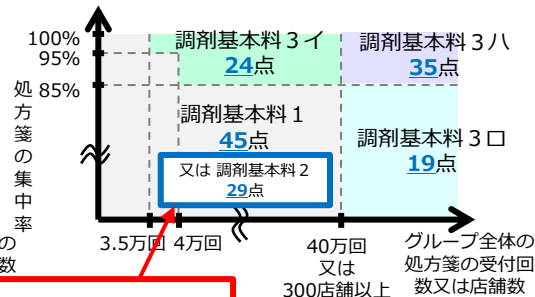 100%
95%
85%
処方箋の集中率
調剤基本料３イ
24点
調剤基本料３ハ
35点
調剤基本料１
45点
又は 調剤基本料２
29点
調剤基本料３ロ
19点
の
数
3.5万回
4万回
40万回
又は
300店舗以上
グループ全体の
処方箋の受付回
数又は店舗数